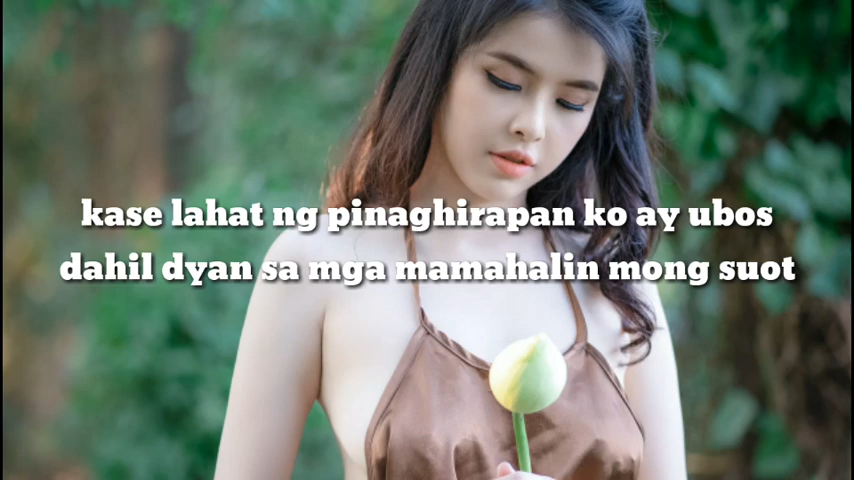 kase lahat ng pinaghirapan ko ay ubos
dahil dyan sa mga mamahalin mong suot